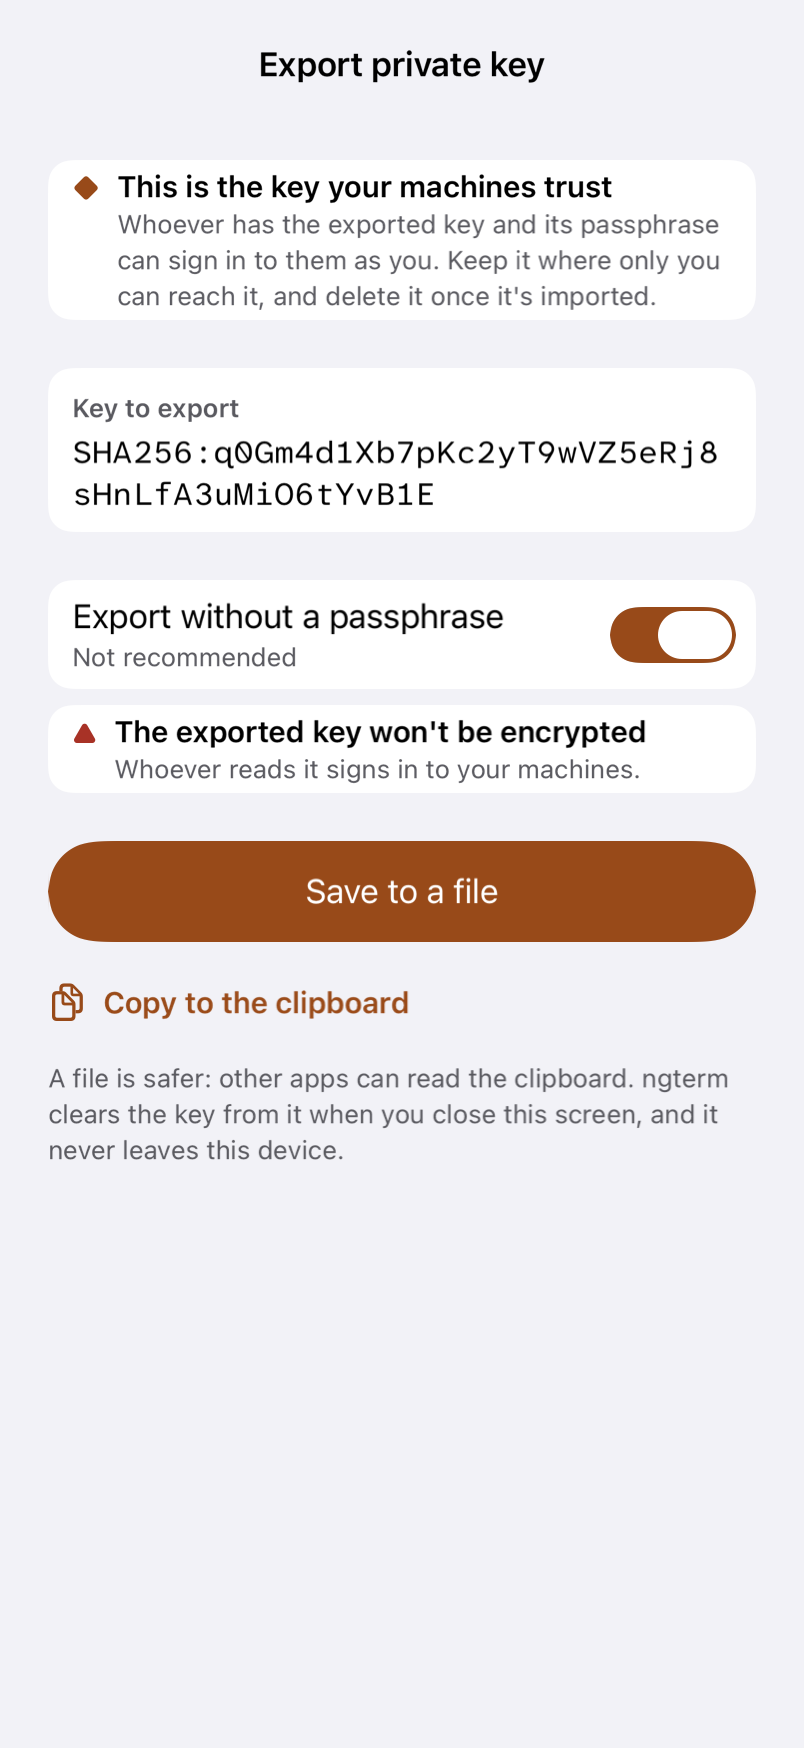 Export private key
This is the key your machines trust
Whoever has the exported key and its passphrase
can sign in to them as you. Keep it where only you
can reach it, and delete it once it's imported.
Key to export
SHA256:q0Gm4d1Xb7pKc2yT9wVZ5eRj8
sHnLfA3uMiO6tYvB1E
Export without a passphrase
Not recommended
The exported key won't be encrypted
Whoever reads it signs in to your machines.
Save to a file
Copy to the clipboard
A file is safer: other apps can read the clipboard. ngterm
clears the key from it when you close this screen, and it
never leaves this device.